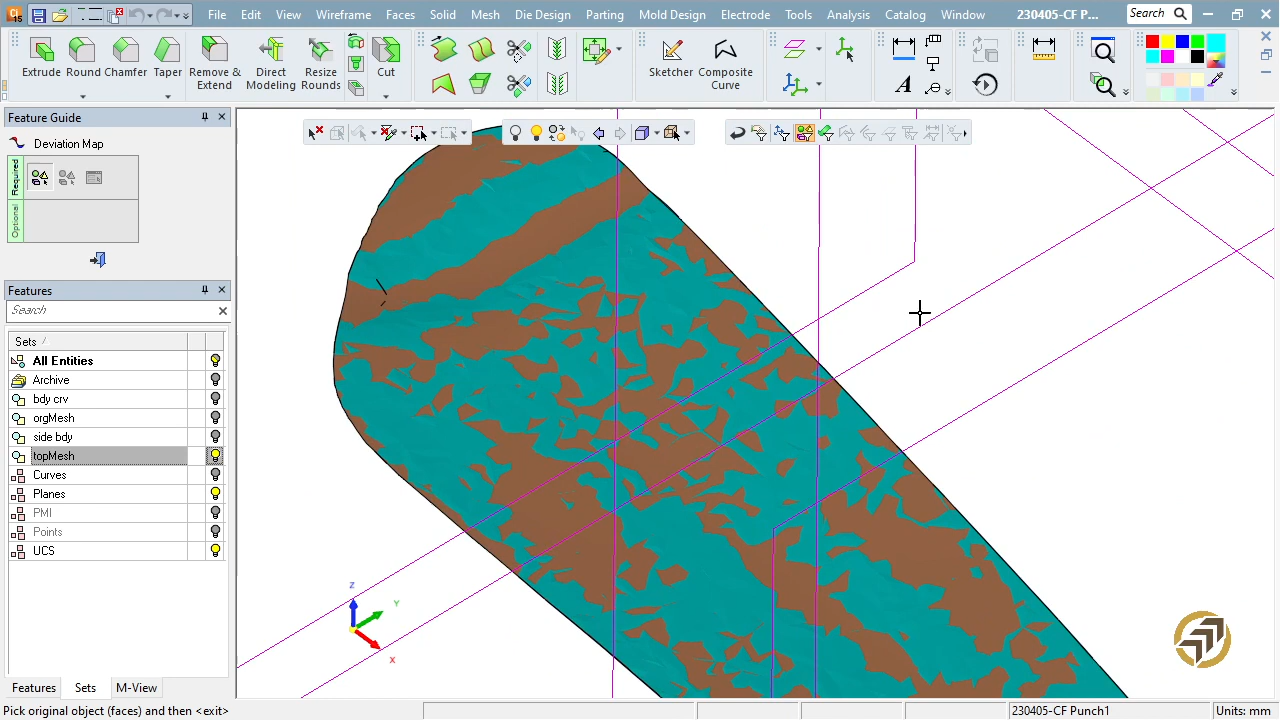 File Edit View Wireframe Faces Solid Mesh Die Design Parting Mold Design Electrode Tools Analysis Catalog Window 230405-CF P... Search
Extrude Round Chamfer Taper Remove & Extend Direct Modeling Resize Rounds Cut Sketcher Composite Curve
Feature Guide
Required
Optional
Features
Search
Sets
All Entities
Archive
bdy crv
orgMesh
side bdy
topMesh
Curves
Planes
PMI
Points
UCS
Z
Y
X
Features Sets M-View
Pick original object (faces) and then <exit> 230405-CF Punch1 Units: mm